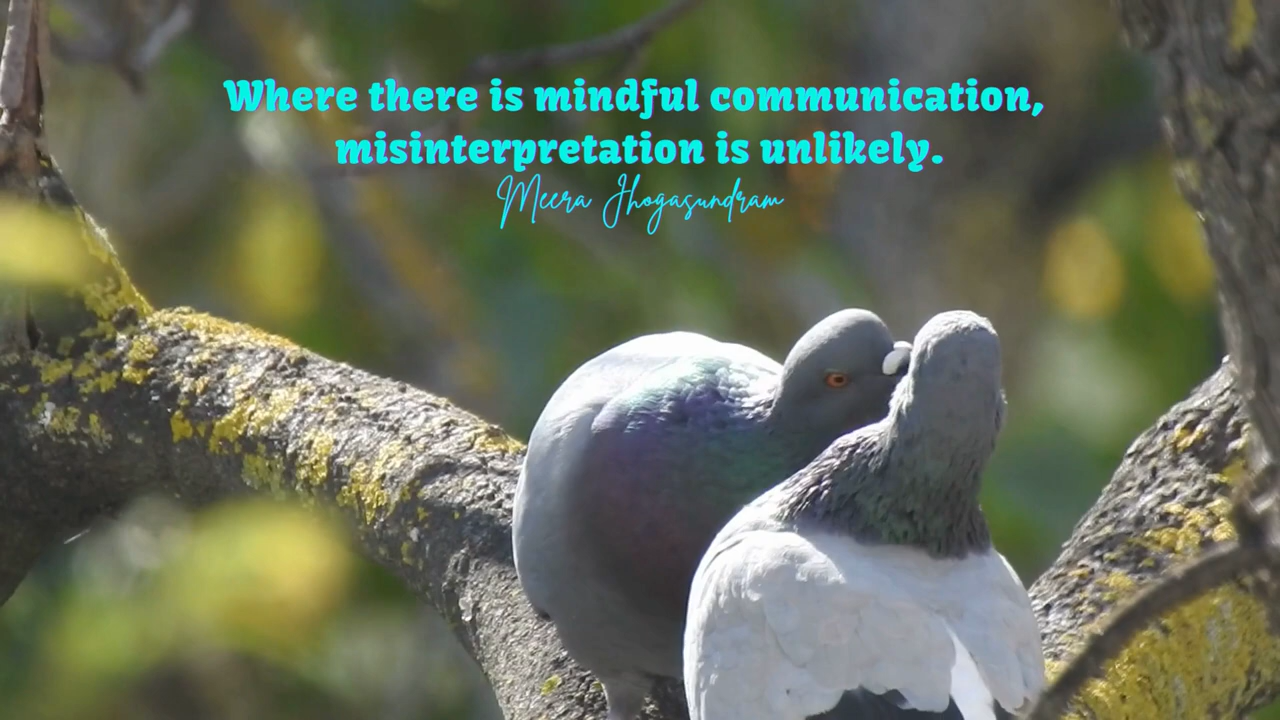 Where there is mindful communication,
misinterpretation is unlikely.
Meera Jhogasundram